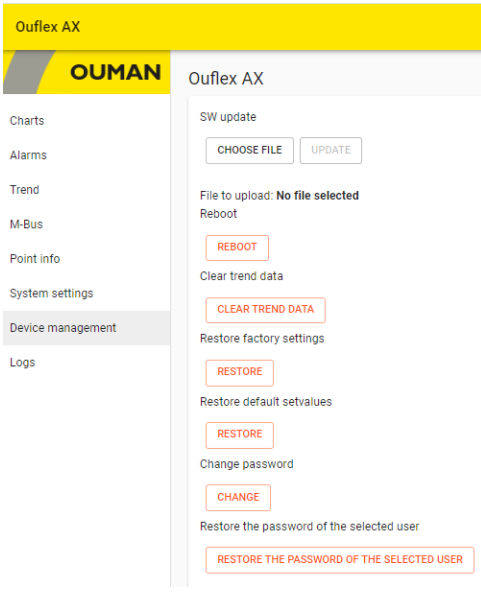 Ouflex AX
OUMAN
Charts
Alarms
Trend
M-Bus
Point info
System settings
Device management
Logs
Ouflex AX
SW update
CHOOSE FILE UPDATE
File to upload: No file selected
Reboot
REBOOT
Clear trend data
CLEAR TREND DATA
Restore factory settings
RESTORE
Restore default setvalues
RESTORE
Change password
CHANGE
Restore the password of the selected user
RESTORE THE PASSWORD OF THE SELECTED USER